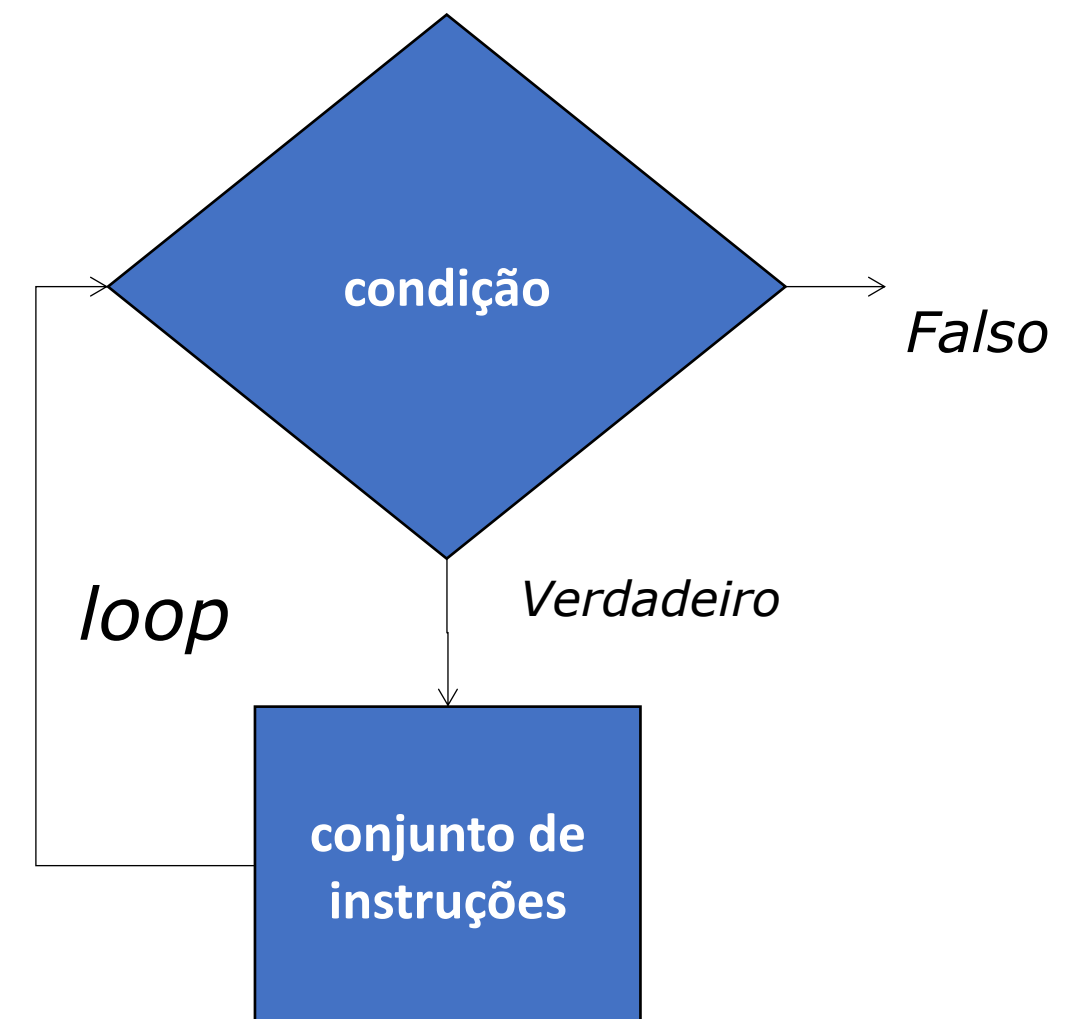 condição
Falso
loop
Verdadeiro
conjunto de
instruções